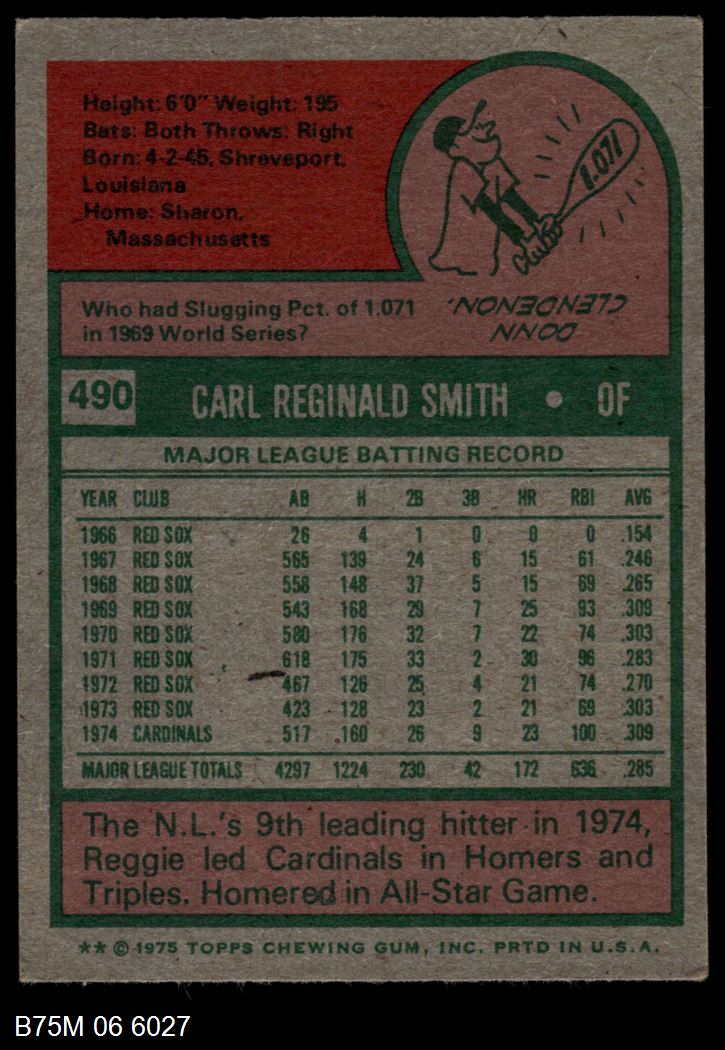 Height: 6'0" Weight: 195
Bats: Both Throws: Right
Born: 4-2-45, Shreveport,
Louisiana
Home: Sharon,
Massachusetts
1.071
Who had Slugging Pct. of 1.071
in 1969 World Series?
DONN
CLENDENON.
490 CARL REGINALD SMITH • OF
MAJOR LEAGUE BATTING RECORD
YEAR CLUB AB H 2B 3B HR RBI AVG
1966 RED SOX 26 4 1 0 0 0 .154
1967 RED SOX 565 139 24 6 15 61 .246
1968 RED SOX 558 148 37 5 15 69 .265
1969 RED SOX 543 168 29 7 25 93 .309
1970 RED SOX 580 176 32 7 22 74 .303
1971 RED SOX 618 175 33 2 30 96 .283
1972 RED SOX 467 126 25 4 21 74 .270
1973 RED SOX 423 128 23 2 21 69 .303
1974 CARDINALS 517 160 26 9 23 100 .309
MAJOR LEAGUE TOTALS 4297 1224 230 42 172 636 .285
The N.L.'s 9th leading hitter in 1974,
Reggie led Cardinals in Homers and
Triples. Homered in All-Star Game.
** © 1975 TOPPS CHEWING GUM, INC. PRTD IN U.S.A.
B75M 06 6027